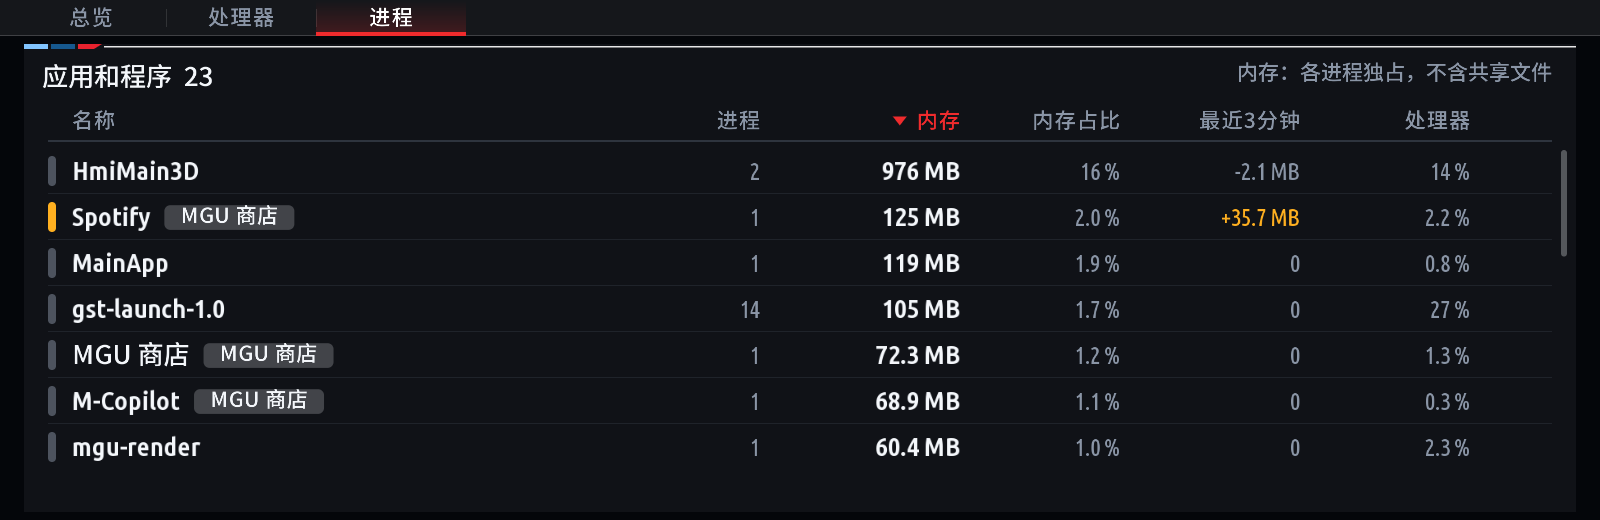 总览 处理器 进程
应用和程序 23 内存：各进程独占，不含共享文件
名称 进程 ▼ 内存 内存占比 最近3分钟 处理器
HmiMain3D 2 976 MB 16 % -2.1 MB 14 %
Spotify MGU 商店 1 125 MB 2.0 % +35.7 MB 2.2 %
MainApp 1 119 MB 1.9 % 0 0.8 %
gst-launch-1.0 14 105 MB 1.7 % 0 27 %
MGU 商店 MGU 商店 1 72.3 MB 1.2 % 0 1.3 %
M-Copilot MGU 商店 1 68.9 MB 1.1 % 0 0.3 %
mgu-render 1 60.4 MB 1.0 % 0 2.3 %